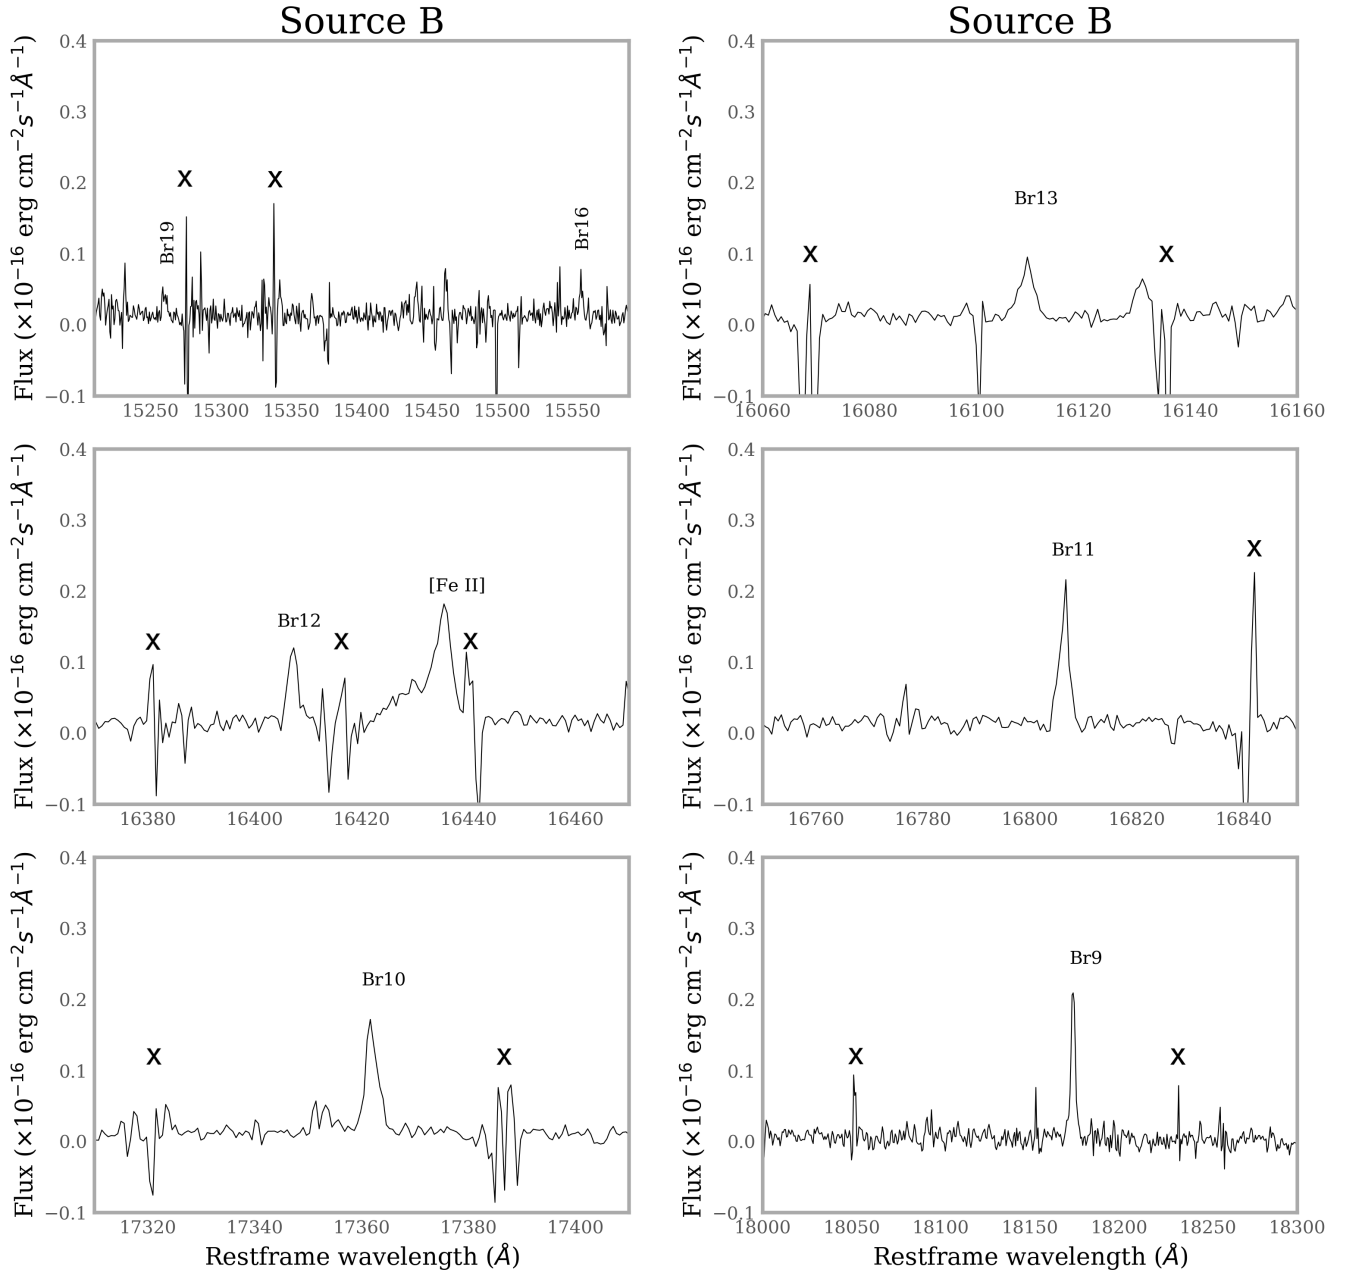 Source B
Source B
Flux (×10⁻¹⁶ erg cm⁻²s⁻¹Å⁻¹)
0.4
0.3
0.2
0.1
0.0
−0.1
X
X
Br19
Br16
15250 15300 15350 15400 15450 15500 15550
Flux (×10⁻¹⁶ erg cm⁻²s⁻¹Å⁻¹)
0.4
0.3
0.2
0.1
0.0
−0.1
Br13
X
X
16060 16080 16100 16120 16140 16160
Flux (×10⁻¹⁶ erg cm⁻²s⁻¹Å⁻¹)
0.4
0.3
0.2
0.1
0.0
−0.1
[Fe II]
Br12
X
X
X
16380 16400 16420 16440 16460
Flux (×10⁻¹⁶ erg cm⁻²s⁻¹Å⁻¹)
0.4
0.3
0.2
0.1
0.0
−0.1
Br11
X
16760 16780 16800 16820 16840
Flux (×10⁻¹⁶ erg cm⁻²s⁻¹Å⁻¹)
0.4
0.3
0.2
0.1
0.0
−0.1
Br10
X
X
17320 17340 17360 17380 17400
Restframe wavelength (Å)
Flux (×10⁻¹⁶ erg cm⁻²s⁻¹Å⁻¹)
0.4
0.3
0.2
0.1
0.0
−0.1
Br9
X
X
18000 18050 18100 18150 18200 18250 18300
Restframe wavelength (Å)